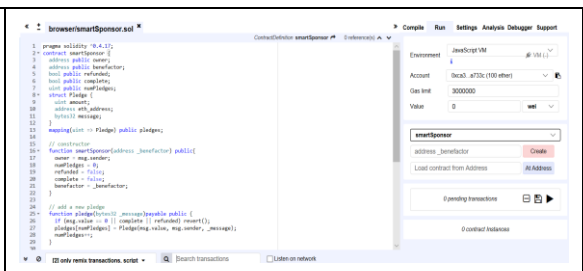 browser/smartSponsor.sol
ContractDefinition smartSponsor 0 reference(s)
1 pragma solidity ^0.4.17;
2 contract smartSponsor {
3 address public owner;
4 address public benefactor;
5 bool public refunded;
6 bool public complete;
7 uint public numPledges;
8 struct Pledge {
9 uint amount;
10 address eth_address;
11 bytes32 message;
12 }
13 mapping(uint => Pledge) public pledges;
14
15 // constructor
16 function smartSponsor(address _benefactor) public{
17 owner = msg.sender;
18 numPledges = 0;
19 refunded = false;
20 complete = false;
21 benefactor = _benefactor;
22 }
23
24 // add a new pledge
25 function pledge(bytes32 _message)payable public {
26 if (msg.value == 0 || complete || refunded) revert();
27 pledges[numPledges] = Pledge(msg.value, msg.sender, _message);
28 numPledges++;
29 }
[2] only remix transactions, script
Search transactions
Listen on network
Compile Run Settings Analysis Debugger Support
Environment JavaScript VM VM (-)
Account 0xca3...a733c (100 ether)
Gas limit 3000000
Value 0 wei
smartSponsor
address _benefactor Create
Load contract from Address At Address
0 pending transactions
0 contract Instances